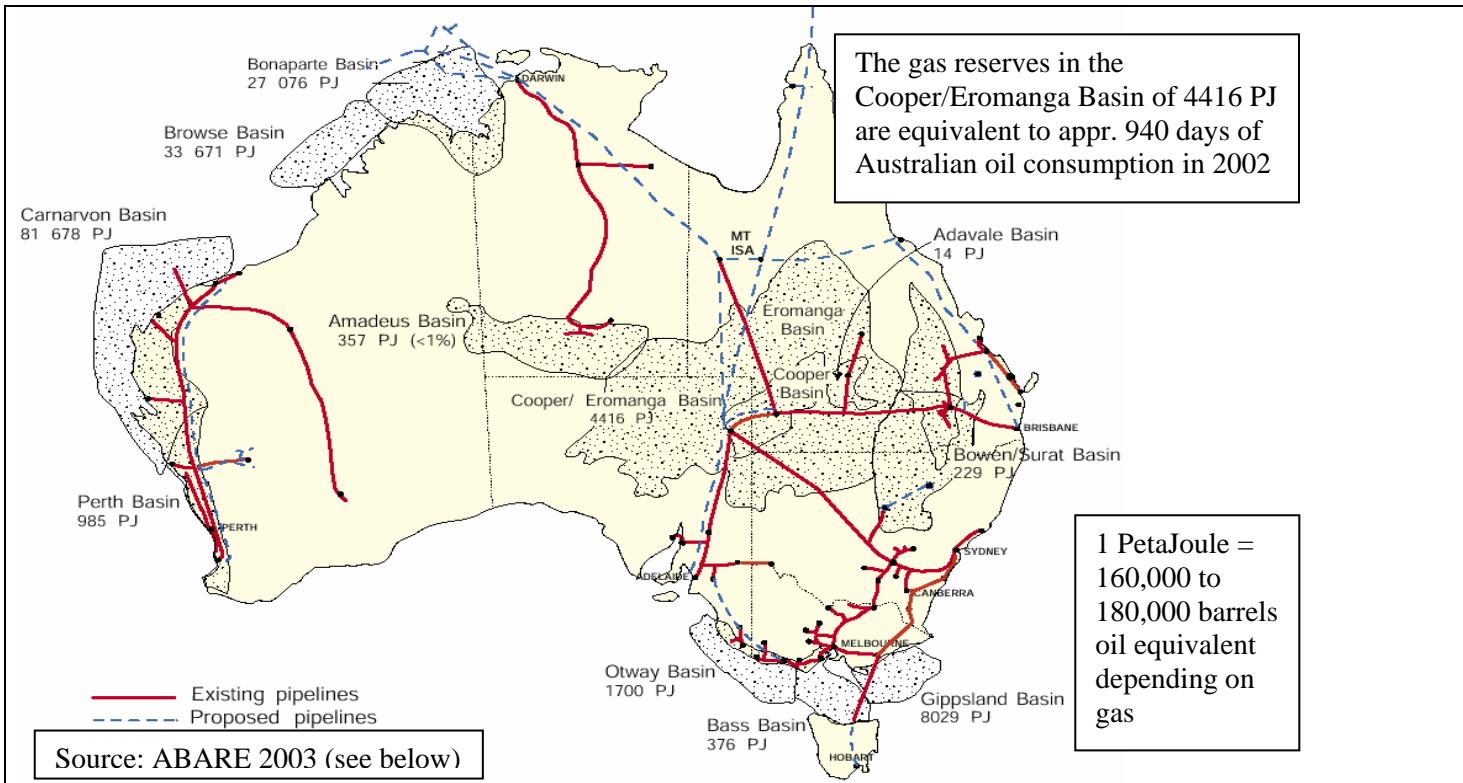 Bonaparte Basin
27 076 PJ
DARWIN
The gas reserves in the
Cooper/Eromanga Basin of 4416 PJ
are equivalent to appr. 940 days of
Australian oil consumption in 2002
Browse Basin
33 671 PJ
Carnarvon Basin
81 678 PJ
MT
ISA
Adavale Basin
14 PJ
Amadeus Basin
357 PJ (<1%)
Eromanga
Basin
Cooper
Basin
Cooper/ Eromanga Basin
4416 PJ
BRISBANE
Bowen/Surat Basin
229 PJ
Perth Basin
985 PJ
PERTH
ADELAIDE
SYDNEY
CANBERRA
MELBOURNE
1 PetaJoule =
160,000 to
180,000 barrels
oil equivalent
depending on
gas
Otway Basin
1700 PJ
Gippsland Basin
8029 PJ
Bass Basin
376 PJ
HOBART
Existing pipelines
Proposed pipelines
Source: ABARE 2003 (see below)